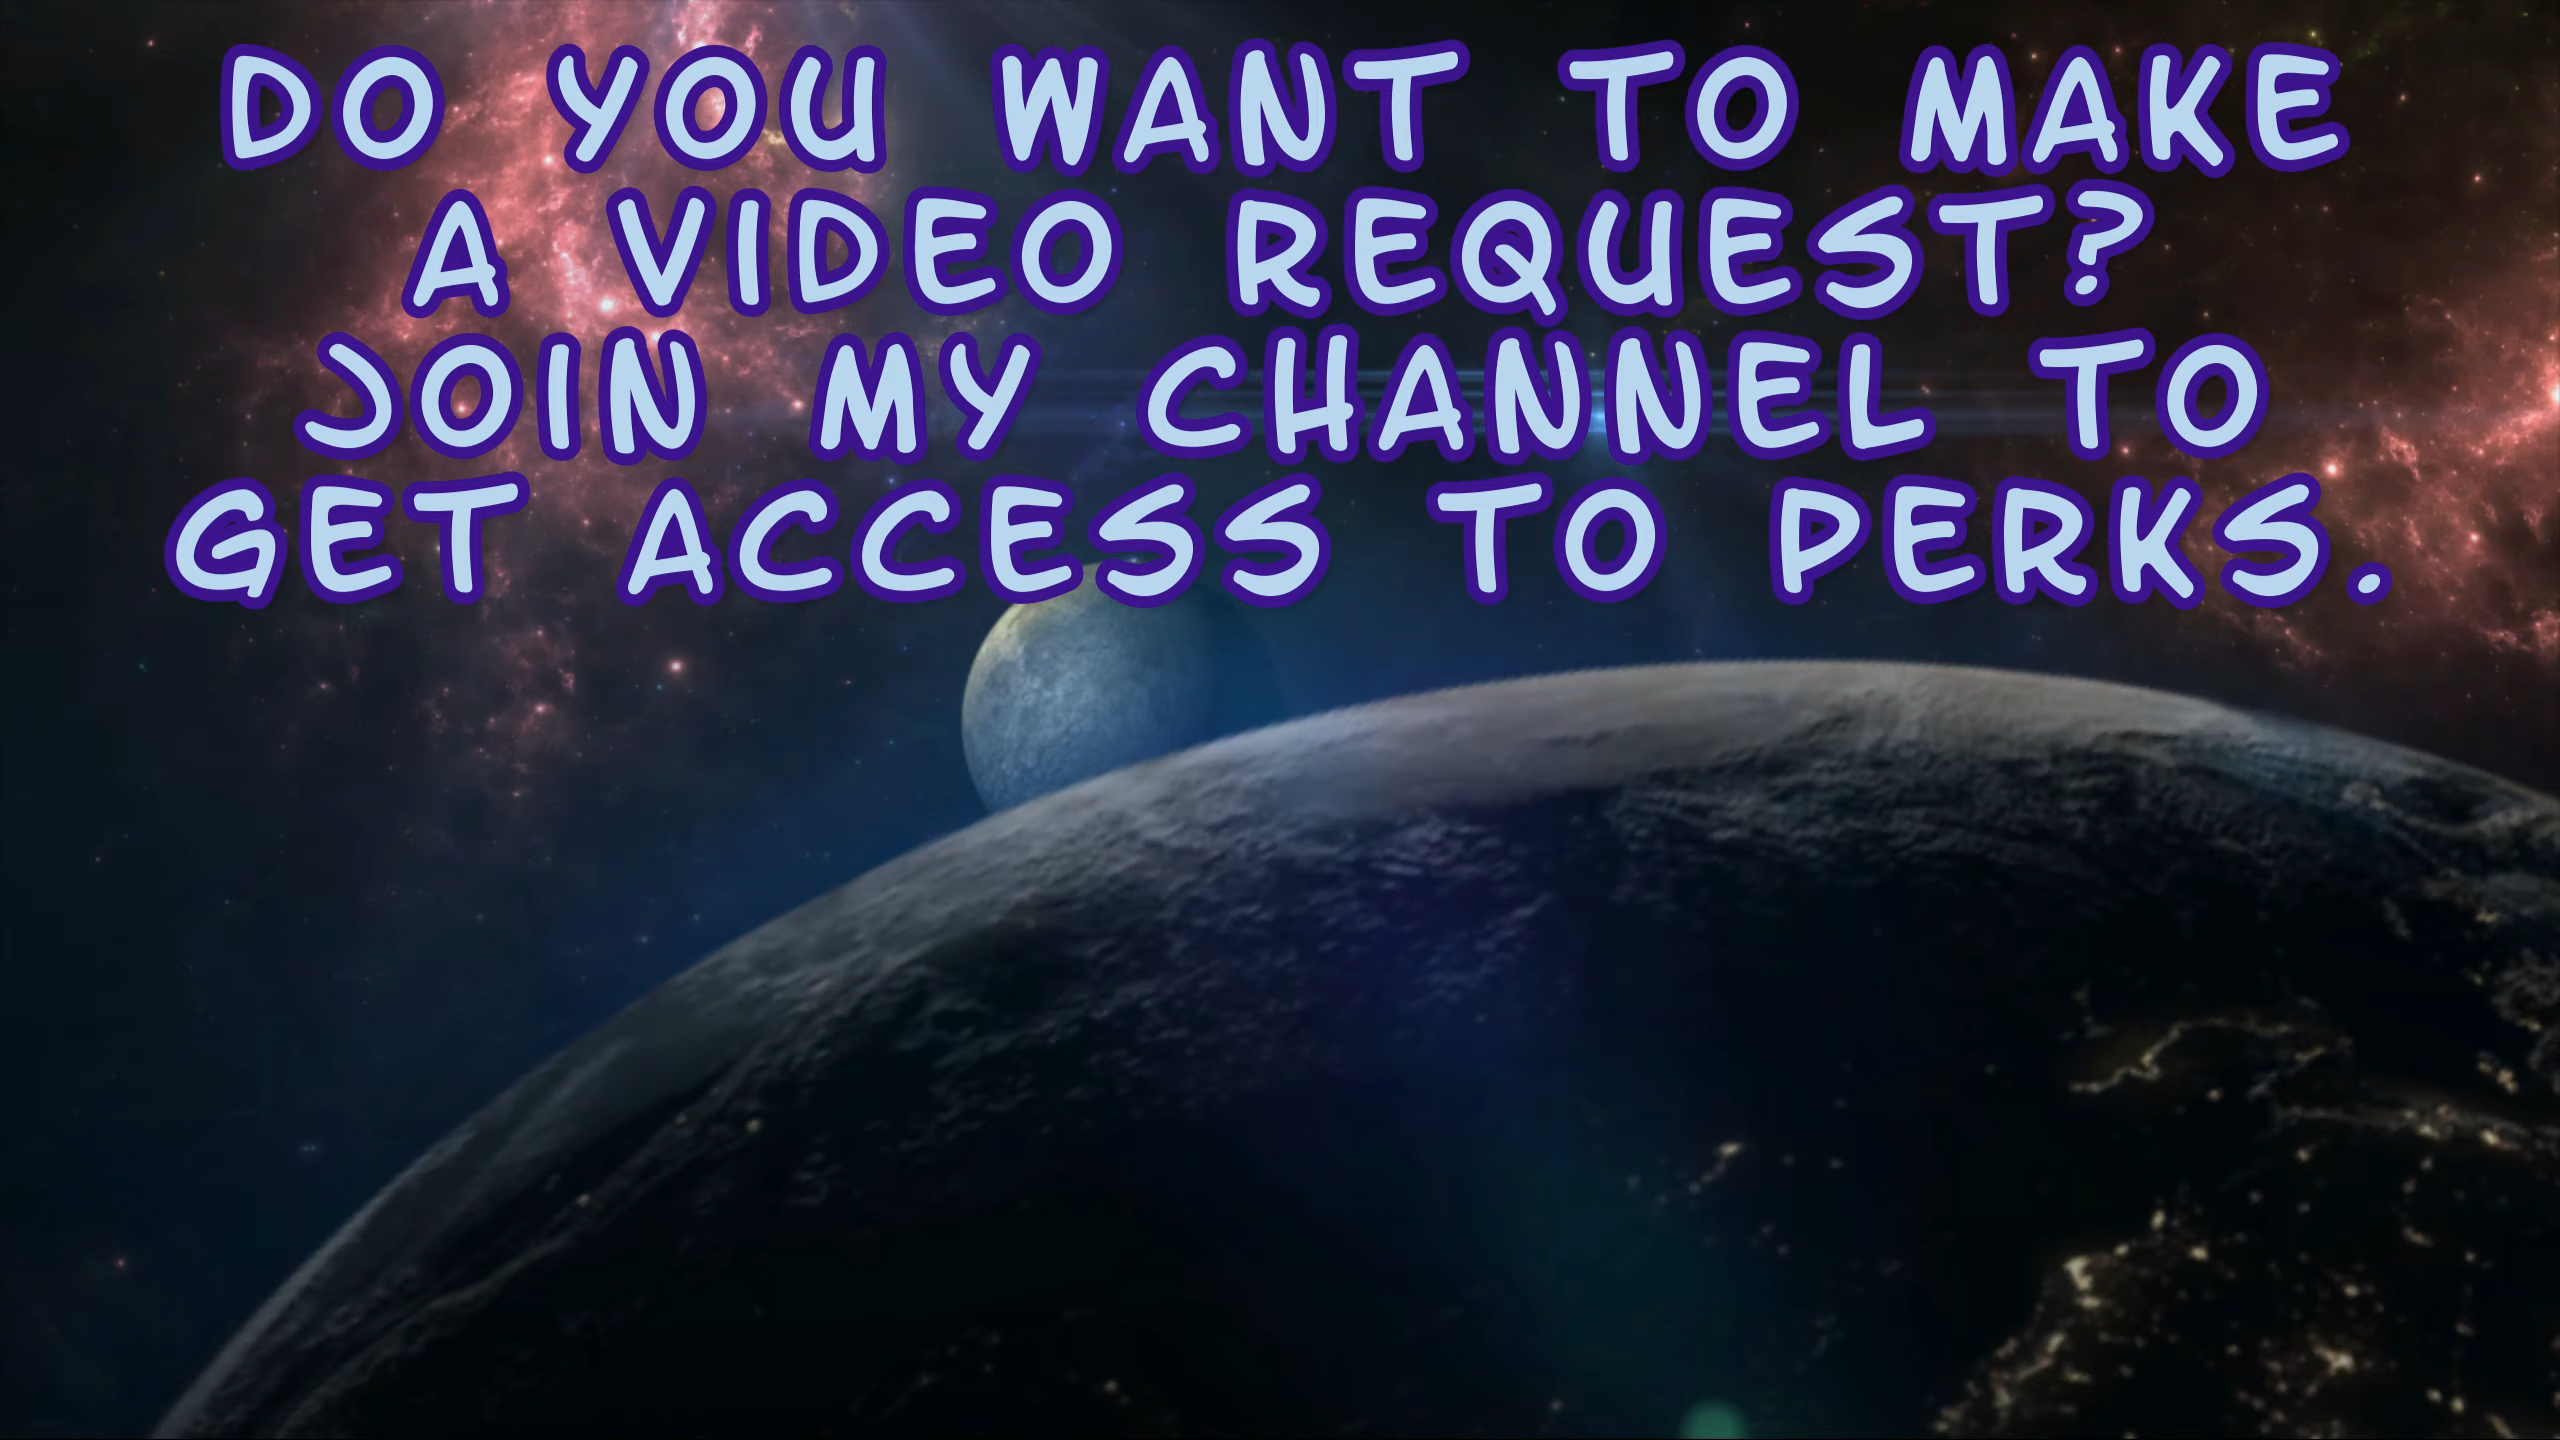 DO YOU WANT TO MAKE
A VIDEO REQUEST?
JOIN MY CHANNEL TO
GET ACCESS TO PERKS.